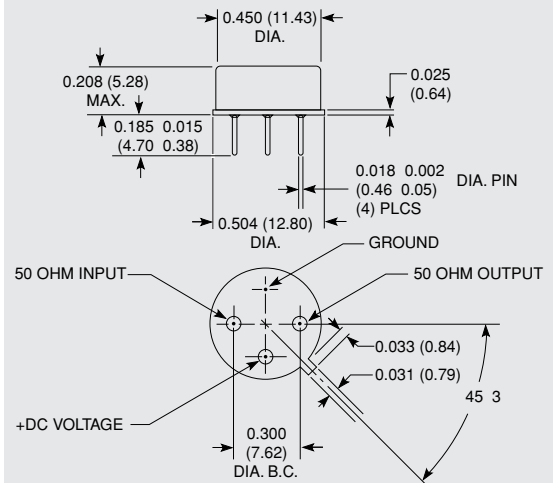 0.450 (11.43)
DIA.
0.208 (5.28)
MAX.
0.025
(0.64)
0.185 0.015
(4.70 0.38)
0.018 0.002
(0.46 0.05)
(4) PLCS
DIA. PIN
0.504 (12.80)
DIA.
GROUND
50 OHM INPUT
50 OHM OUTPUT
0.033 (0.84)
0.031 (0.79)
45 3
+DC VOLTAGE
0.300
(7.62)
DIA. B.C.